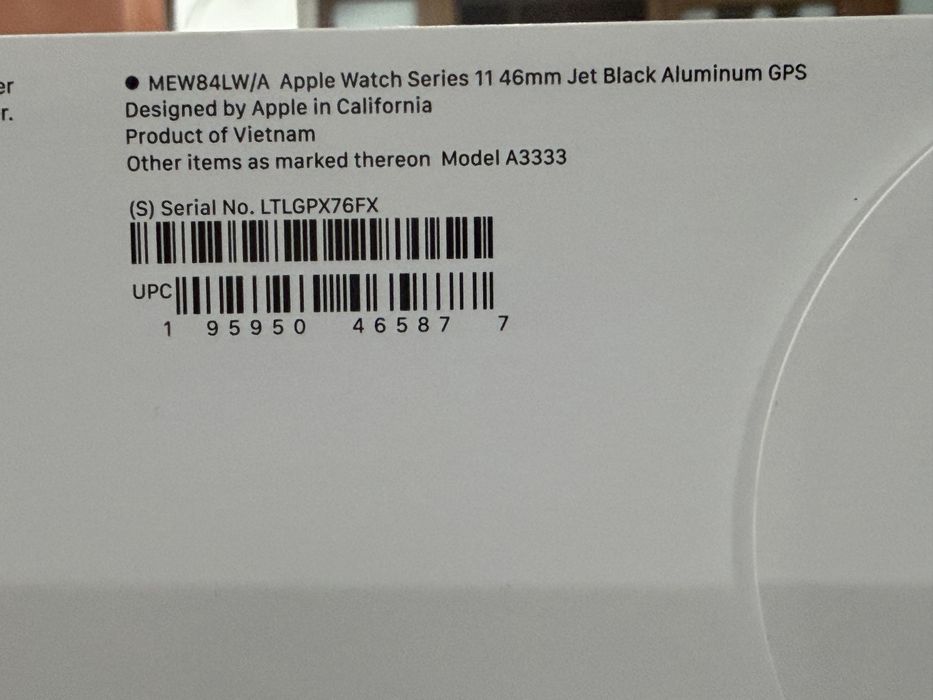 er
r.
● MEW84LW/A Apple Watch Series 11 46mm Jet Black Aluminum GPS
Designed by Apple in California
Product of Vietnam
Other items as marked thereon Model A3333
(S) Serial No. LTLGPX76FX
UPC
1 95950 46587 7